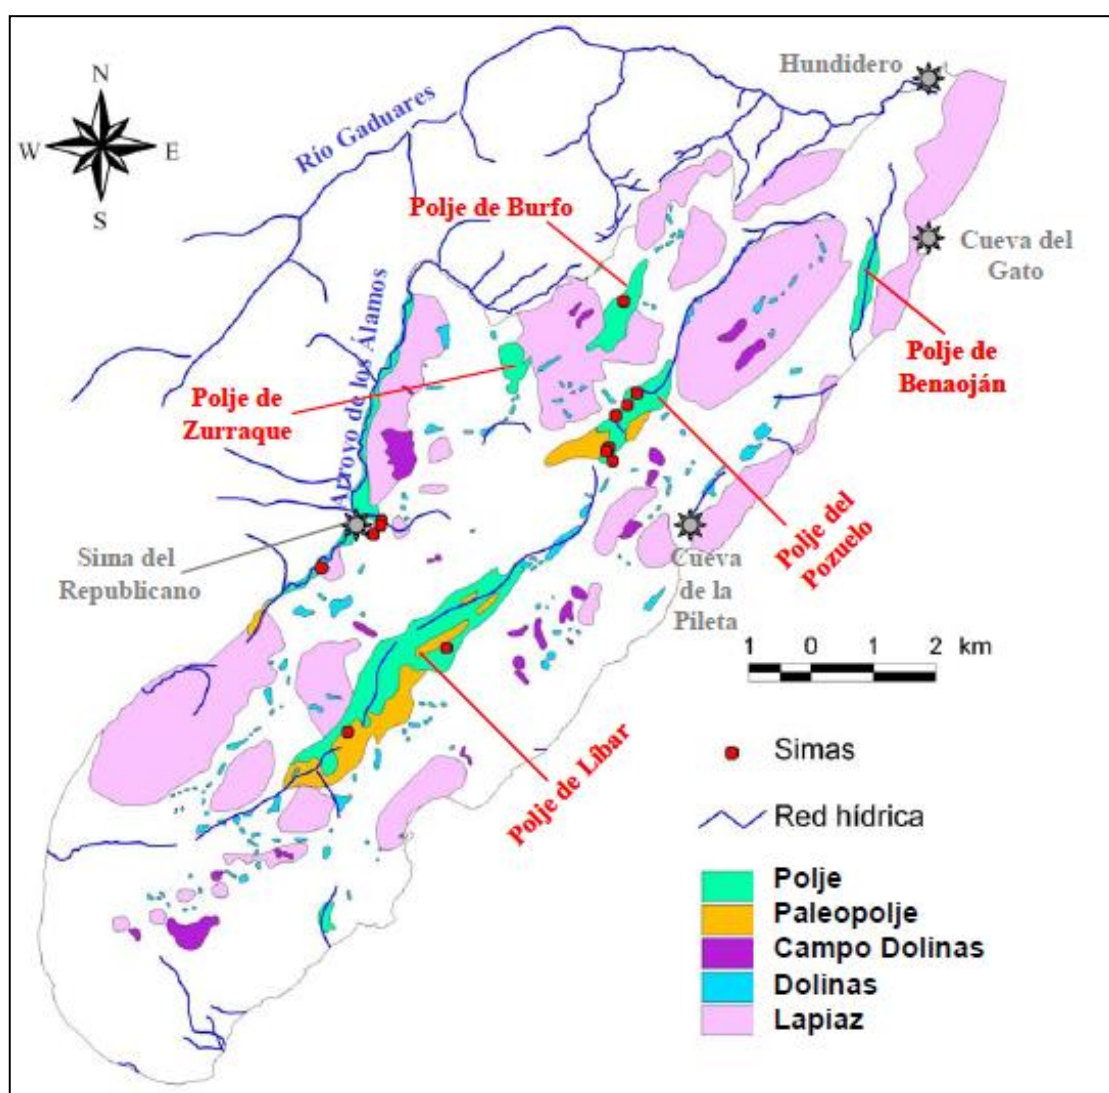 Hundidero
N
W
E
S
Río Gaduares
Polje de Burfo
Cueva del
Gato
Arroyo de los Álamos
Polje de
Benaoján
Polje de
Zurraque
Polje del
Pozuelo
Sima del
Republicano
Cueva
de la
Pileta
1 0 1 2 km
Polje de Líbar
Simas
Red hídrica
Polje
Paleopolje
Campo Dolinas
Dolinas
Lapiaz